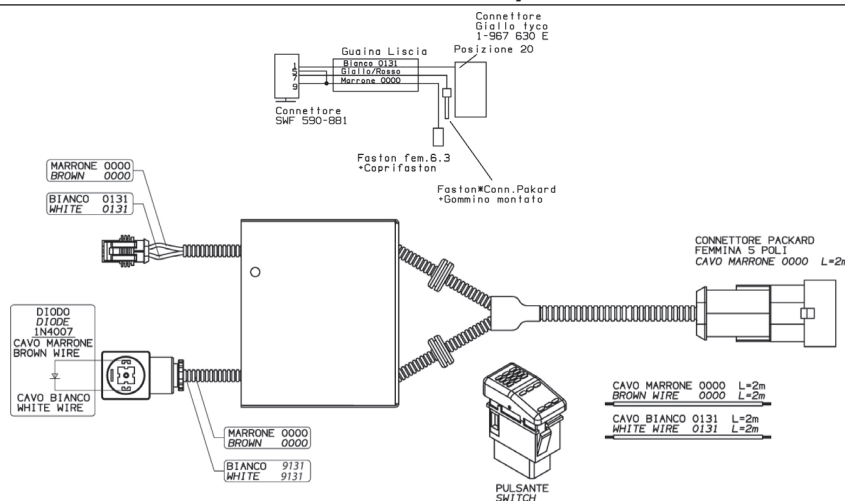 Connettore
Giallo tyco
1-967 630 E
Posizione 20
Guaina Liscia
Bianco 0131
Giallo/Rosso
Marrone 0000
1
5
7
9
Connettore
SWF 590-881
Faston fem.6.3
+Coprifaston
Faston*Conn.Pakard
+Gommino montato
MARRONE 0000
BROWN 0000
BIANCO 0131
WHITE 0131
CONNETTORE PACKARD
FEMMINA 5 POLI
CAVO MARRONE 0000 L=2m
DIODO
DIODE
1N4007
CAVO MARRONE
BROWN WIRE
CAVO BIANCO
WHITE WIRE
CAVO MARRONE 0000 L=2m
BROWN WIRE 0000 L=2m
CAVO BIANCO 0131 L=2m
WHITE WIRE 0131 L=2m
MARRONE 0000
BROWN 0000
BIANCO 9131
WHITE 9131
PULSANTE
SWITCH